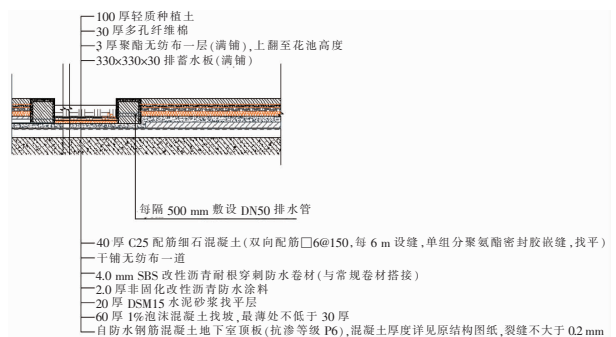 100 厚轻质种植土
30 厚多孔纤维棉
3 厚聚酯无纺布一层(满铺),上翻至花池高度
330×330×30 排蓄水板(满铺)
每隔 500 mm 敷设 DN50 排水管
40 厚 C25 配筋细石混凝土(双向配筋□6@150,每 6 m 设缝,单组分聚氨酯密封胶嵌缝,找平)
干铺无纺布一道
4.0 mm SBS 改性沥青耐根穿刺防水卷材(与常规卷材搭接)
2.0 厚非固化改性沥青防水涂料
20 厚 DSM15 水泥砂浆找平层
60 厚 1%泡沫混凝土找坡,最薄处不低于 30 厚
自防水钢筋混凝土地下室顶板(抗渗等级 P6),混凝土厚度详见原结构图纸,裂缝不大于 0.2 mm